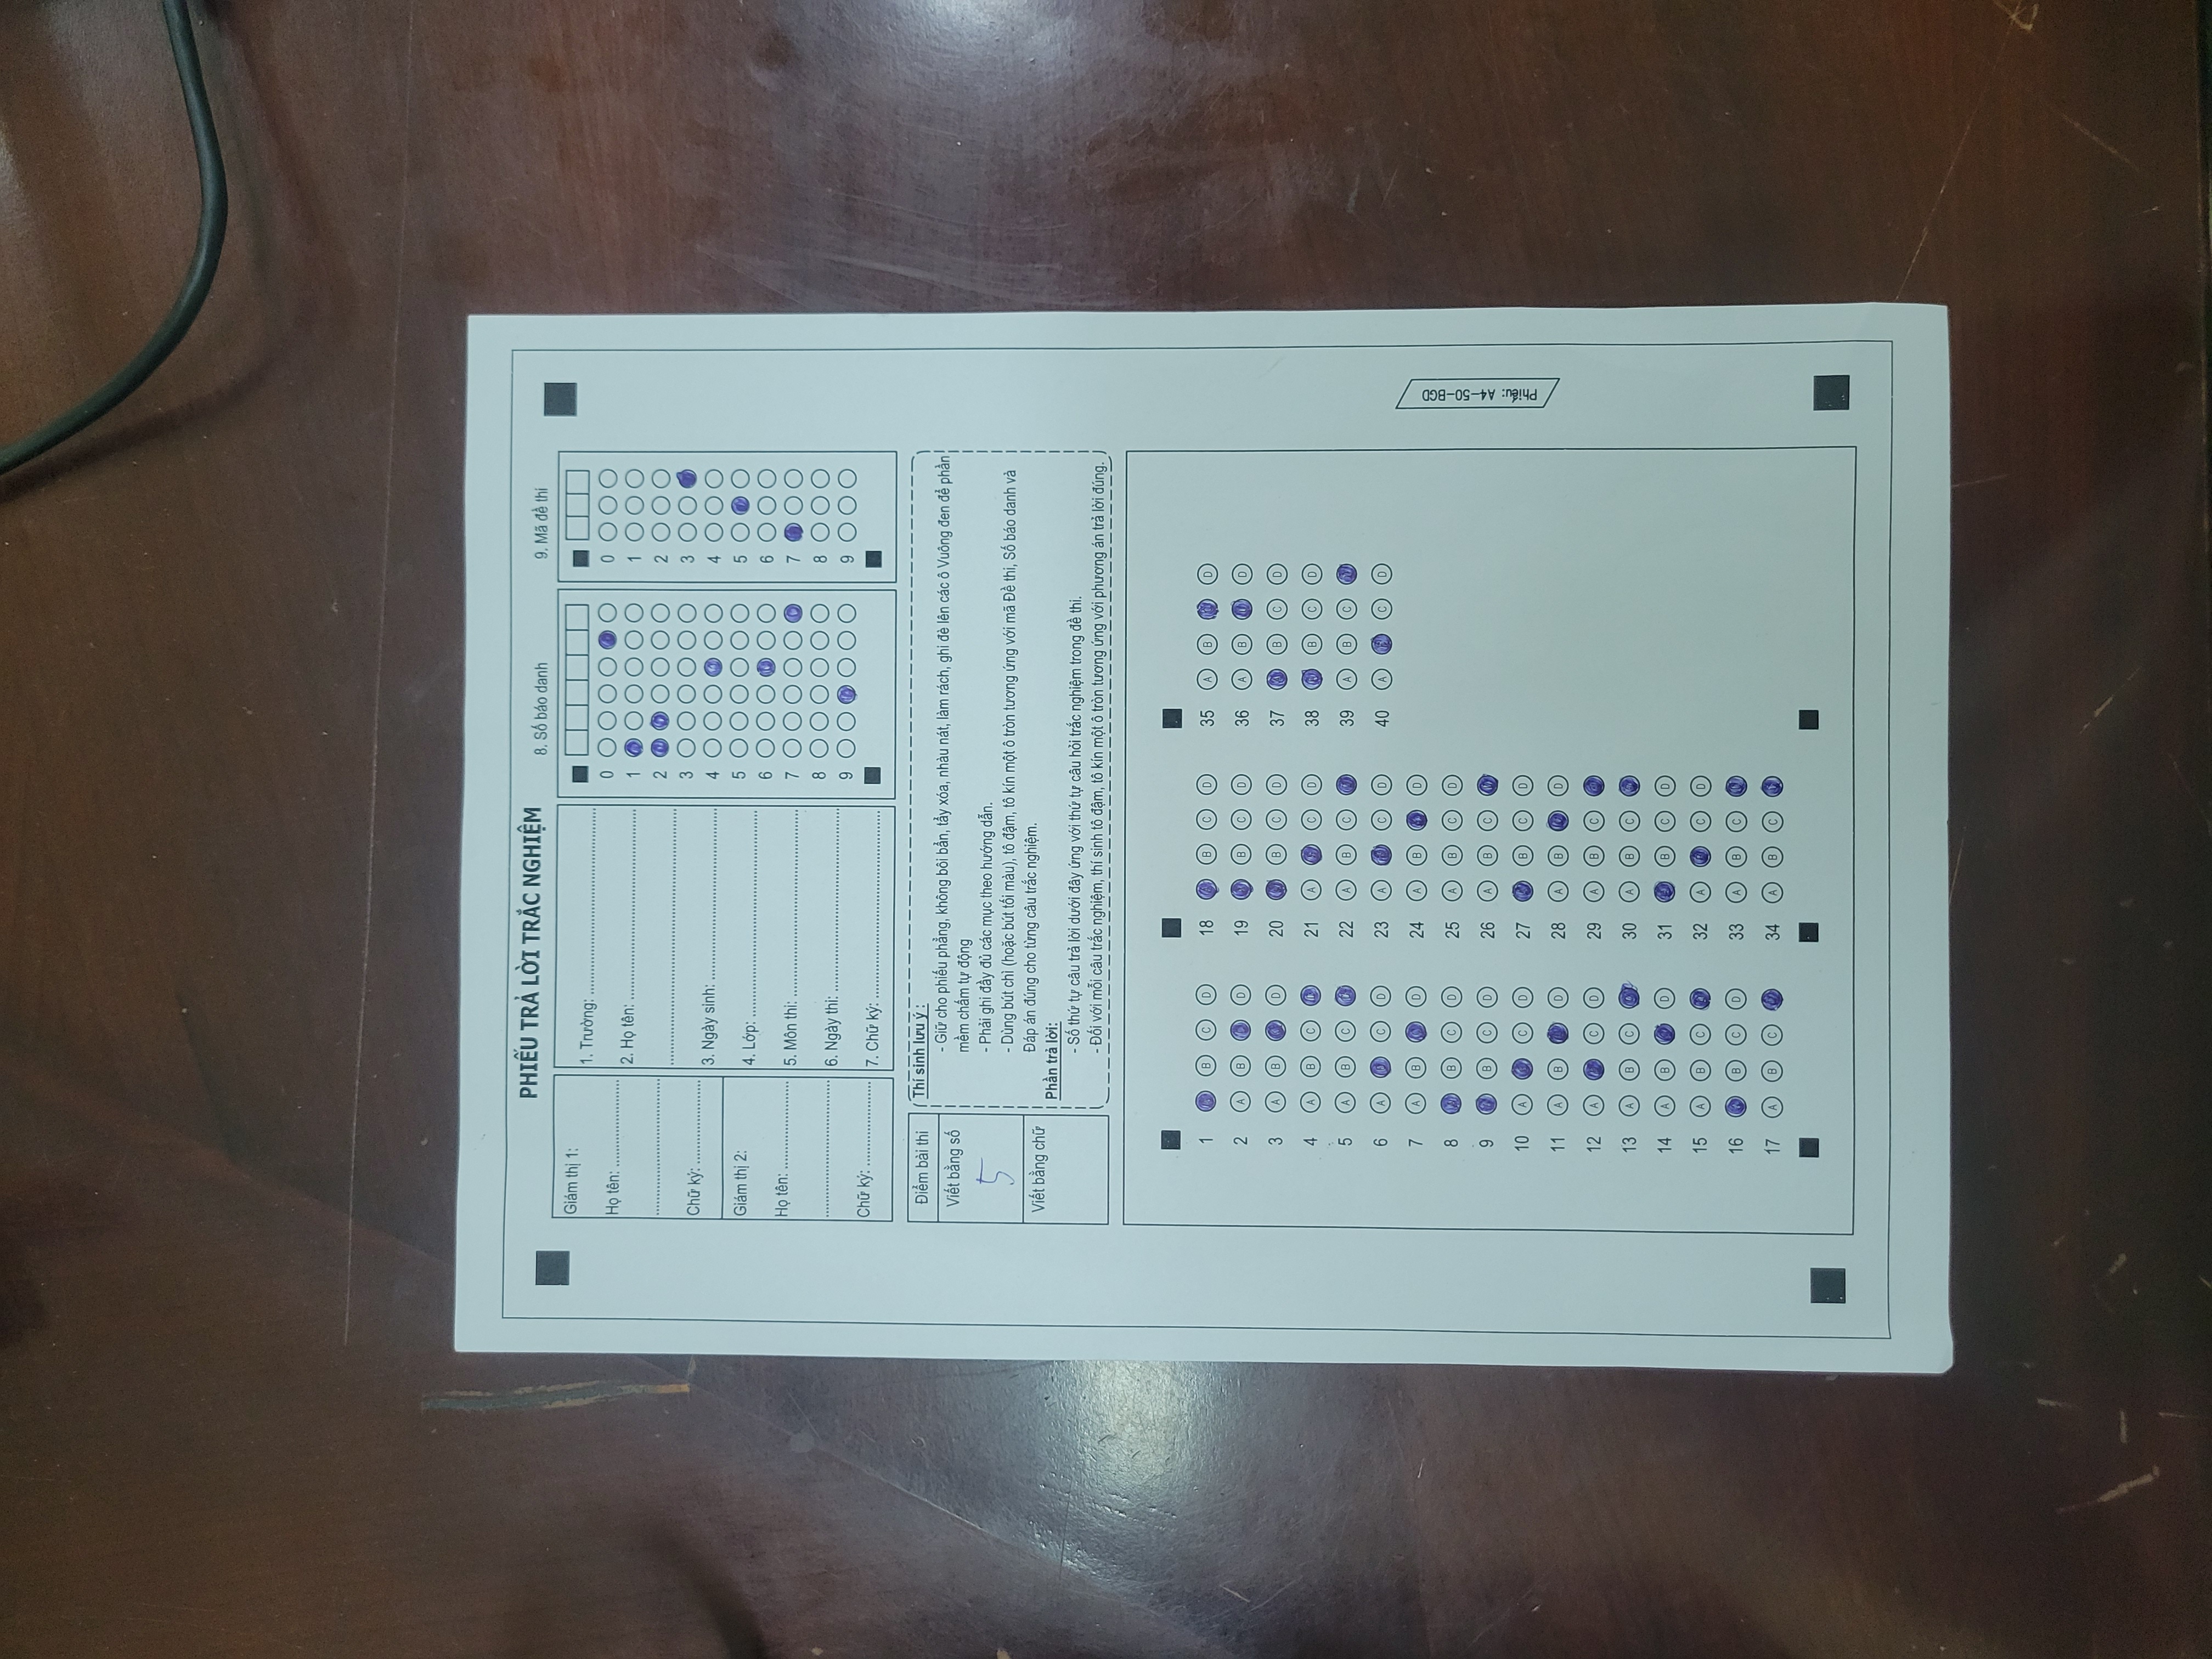 PHIẾU TRẢ LỜI TRẮC NGHIỆM
Giám thị 1:
Họ tên: ....................
................................
Chữ ký: ....................
Giám thị 2:
Họ tên: ....................
................................
Chữ ký: ....................
1. Trường: ....................
2. Họ tên: ....................
................................
3. Ngày sinh: ....................
4. Lớp: ....................
5. Môn thi: ....................
6. Ngày thi: ....................
7. Chữ ký: ....................
8. Số báo danh
0
1
2
3
4
5
6
7
8
9
9. Mã đề thi
0
1
2
3
4
5
6
7
8
9
Điểm bài thi
Viết bằng số
5
Viết bằng chữ
Thí sinh lưu ý :
- Giữ cho phiếu phẳng, không bôi bẩn, tẩy xóa, nhàu nát, làm rách, ghi đè lên các ô Vuông đen để phần
mềm chấm tự động
- Phải ghi đầy đủ các mục theo hướng dẫn.
- Dùng bút chì (hoặc bút tối màu), tô đậm, tô kín một ô tròn tương ứng với mã Đề thi, Số báo danh và
Đáp án đúng cho từng câu trắc nghiệm.
Phần trả lời:
- Số thứ tự câu trả lời dưới đây ứng với thứ tự câu hỏi trắc nghiệm trong đề thi.
- Đối với mỗi câu trắc nghiệm, thí sinh tô đậm, tô kín một ô tròn tương ứng với phương án trả lời đúng.
1 B C D
2 A B D
3 A B D
4 A B C
5 A B C
6 A C D
7 A B D
8 B C D
9 B C D
10 A C D
11 A B D
12 A C D
13 A B C
14 A B D
15 A B C
16 B C D
17 A B C
18 B C D
19 B C D
20 B C D
21 A C D
22 A B C
23 A C D
24 A B D
25 A B C D
26 A B C
27 B C D
28 A B D
29 A B C
30 A B C
31 B C D
32 A C D
33 A B C
34 A B C
35 A B D
36 A B D
37 B C D
38 B C D
39 A B C
40 A C D
Phiếu: A4-50-BGD